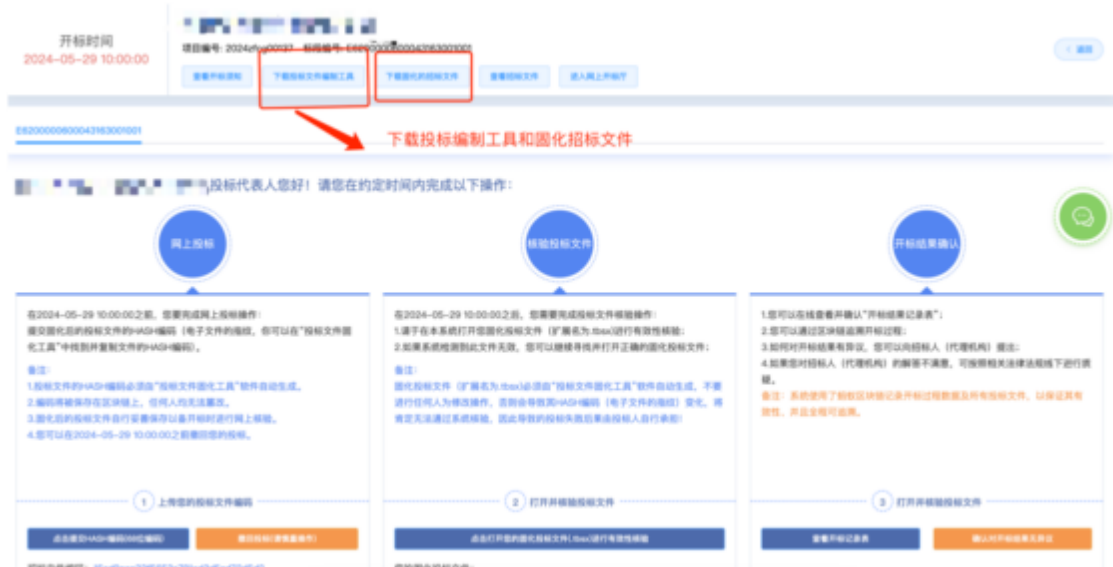 开标时间
2024-05-29 10:00:00
项目编号: 2024zfcg00137 标段编号:
查看开标须知 下载投标文件编制工具 下载固化的招标文件 查看招标文件 进入网上开标厅
返回
E6200000600043163001001
下载投标编制工具和固化招标文件
投标代表人您好！请您在约定时间内完成以下操作：
网上投标
在2024-05-29 10:00:00之前，您要完成网上投标操作：
提交固化后的投标文件的HASH编码（电子文件的指纹，你可以在"投标文件固
化工具"中找到并复制文件的HASH编码）。
备注：
1.投标文件的HASH编码必须由"投标文件固化工具"软件自动生成。
2.编码将被保存在区块链上，任何人均无法篡改。
3.固化后的投标文件自行妥善保存以备开标时进行网上核验。
4.您可以在2024-05-29 10:00:00之前撤回您的投标。
1 上传您的投标文件编码
点击提交HASH编码(68位编码) 撤回投标(请慎重操作)
核验投标文件
在2024-05-29 10:00:00之后，您需要完成投标文件核验操作：
1.请于在本系统打开您固化投标文件（扩展名为.tbsx)进行有效性核验；
2.如果系统检测到此文件无效，您可以继续寻找并打开正确的固化投标文件；
备注：
固化投标文件（扩展名为.tbsx)必须由"投标文件固化工具"软件自动生成，不要
进行任何人为修改操作，否则会导致其HASH编码（电子文件的指纹）变化，将
肯定无法通过系统核验，因此导致的投标失败后果由投标人自行承担！
2 打开并核验投标文件
点击打开您的固化投标文件(.tbsx)进行有效性核验
开标结果确认
1.您可以在线查看并确认"开标结果记录表"；
2.您可以通过区块链追溯开标过程；
3.如何对开标结果有异议，您可以向招标人（代理机构）提出；
4.如果您对招标人（代理机构）的解答不满意，可按照相关法律法规线下进行质
疑。
备注：系统使用了蚂蚁区块链记录开标过程数据及所有投标文件，以保证其有
效性，并且全程可追溯。
3 打开并核验投标文件
查看开标记录表 确认对开标结果无异议